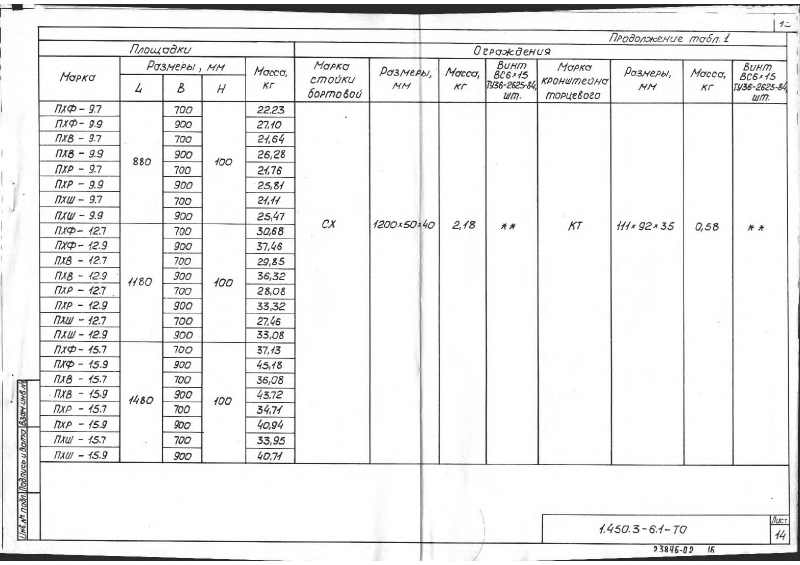 Продолжение табл. 1
Площадки Ограждения
Марка Размеры, мм Масса, кг Марка стойки бортовой Размеры, мм Масса, кг Винт ВС6×15 ТУ36-2625-84, шт. Марка кронштейна торцевого Размеры, мм Масса, кг Винт ВС6×15 ТУ36-2625-84, шт.
L В Н
ПХФ – 9.7 880 700 100 22,23 СХ 1200×50×40 2,18 ** КТ 111×92×35 0,58 **
ПХФ – 9.9 900 27,10
ПХВ – 9.7 700 21,64
ПХВ – 9.9 900 26,28
ПХР – 9.7 700 21,76
ПХР – 9.9 900 25,81
ПХШ – 9.7 700 21,11
ПХШ – 9.9 900 25,47
ПХФ – 12.7 1180 700 100 30,68
ПХФ – 12.9 900 37,46
ПХВ – 12.7 700 29,85
ПХВ – 12.9 900 36,32
ПХР – 12.7 700 28,08
ПХР – 12.9 900 33,32
ПХШ – 12.7 700 27,46
ПХШ – 12.9 900 33,08
ПХФ – 15.7 1480 700 100 37,13
ПХФ – 15.9 900 45,18
ПХВ – 15.7 700 36,08
ПХВ – 15.9 900 43,72
ПХР – 15.7 700 34,71
ПХР – 15.9 900 40,94
ПХШ – 15.7 700 33,95
ПХШ – 15.9 900 40,71
Инв.№ подл. Подпись и дата Взам.инв.№
1.450.3-6.1-ТО
Лист
14
23846-02 16